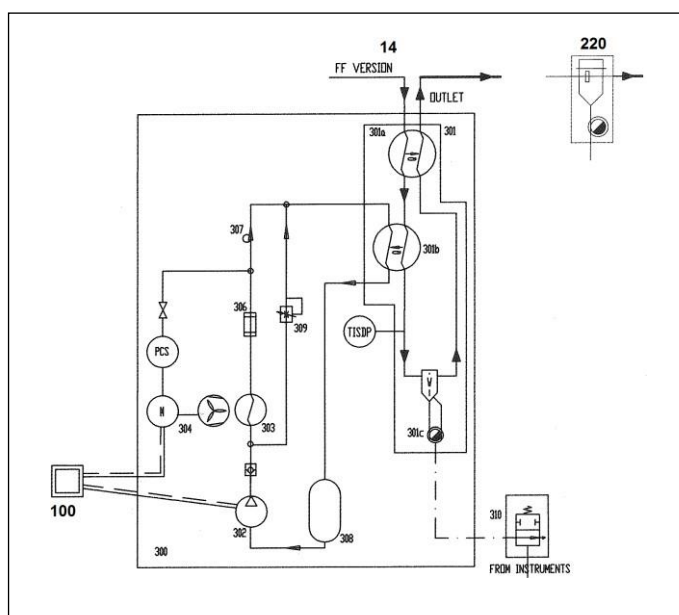 14
220
FF VERSION
OUTLET
301a
301
307
301b
306
309
TISDP
PCS
M
304
303
301c
100
302
308
310
300
FROM INSTRUMENTS